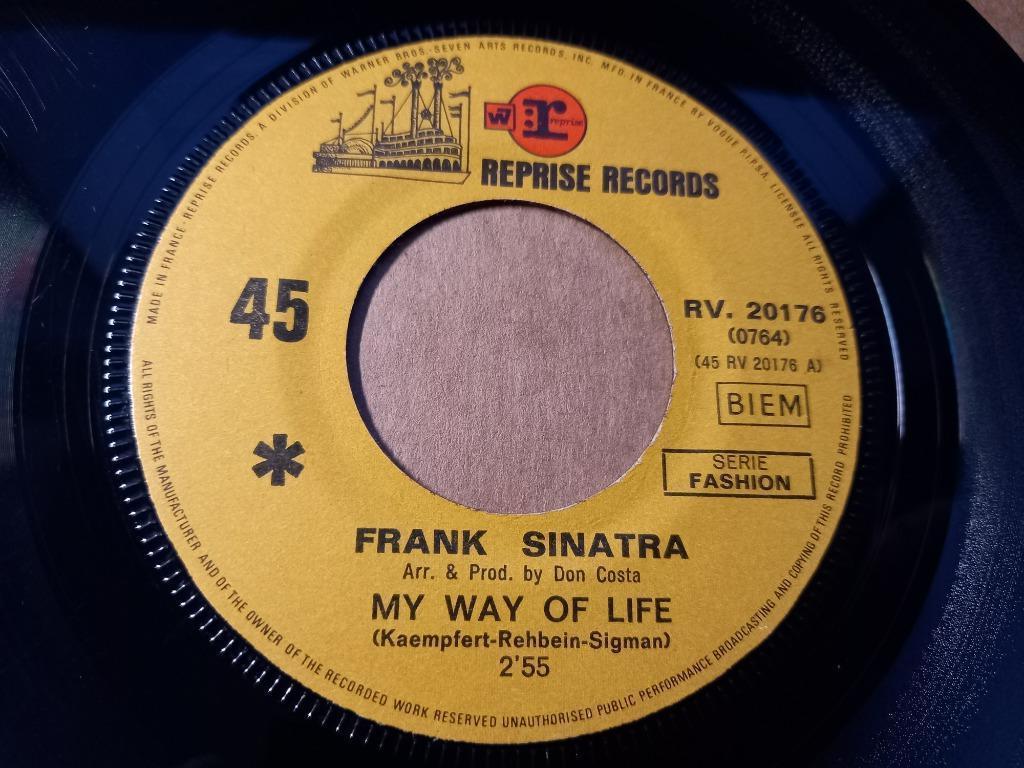 MADE IN FRANCE-REPRISE RECORDS, A DIVISION OF WARNER BROS.-SEVEN ARTS RECORDS, INC. MFD. IN FRANCE BY VOGUE P.I.P. S.A. LICENSEE ALL RIGHTS RESERVED
W
r
reprise
REPRISE RECORDS
45
RV. 20176
(0764)
(45 RV 20176 A)
BIEM
*
SERIE
FASHION
FRANK SINATRA
Arr. & Prod. by Don Costa
MY WAY OF LIFE
(Kaempfert-Rehbein-Sigman)
2'55
ALL RIGHTS OF THE MANUFACTURER AND OF THE OWNER OF THE RECORDED WORK RESERVED UNAUTHORISED PUBLIC PERFORMANCE BROADCASTING AND COPYING OF THIS RECORD PROHIBITED